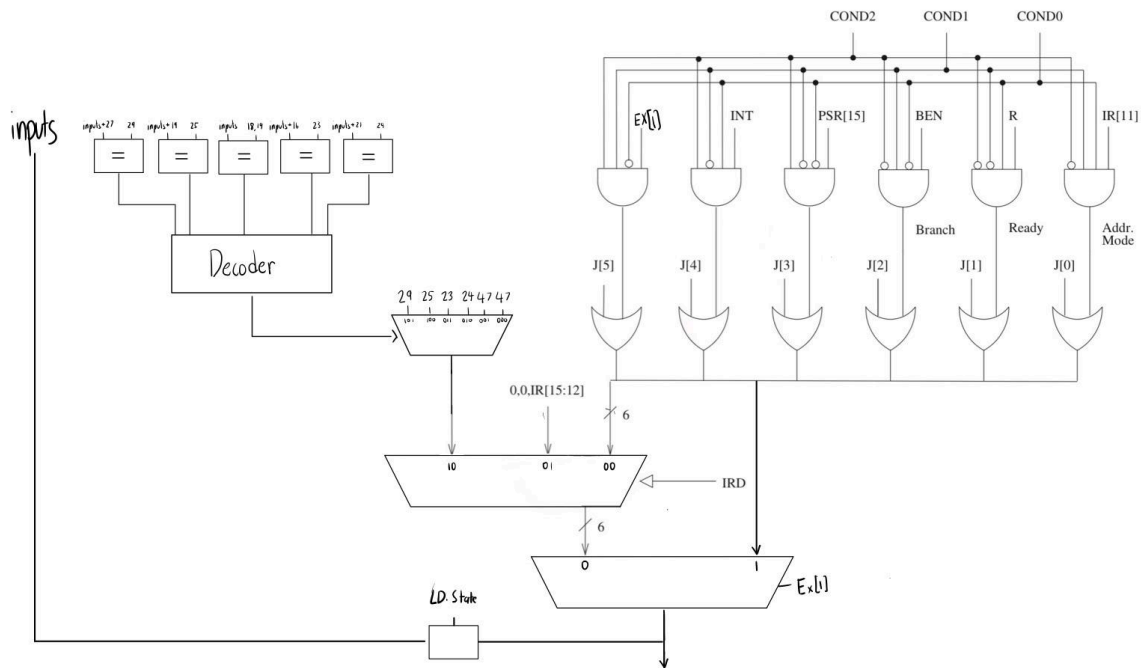 COND2 COND1 COND0
inputs
inputs+27 29 inputs+19 25 inputs 18,19 inputs+16 23 inputs+21 24
= = = = =
EX[1] INT PSR[15] BEN R IR[11]
Decoder
Branch Ready Addr.
Mode
J[5] J[4] J[3] J[2] J[1] J[0]
29 25 23 24 47 47
101 100 011 010 001 000
0,0,IR[15:12]
6
10 01 00
IRD
6
0 1
Ex[1]
LD.State